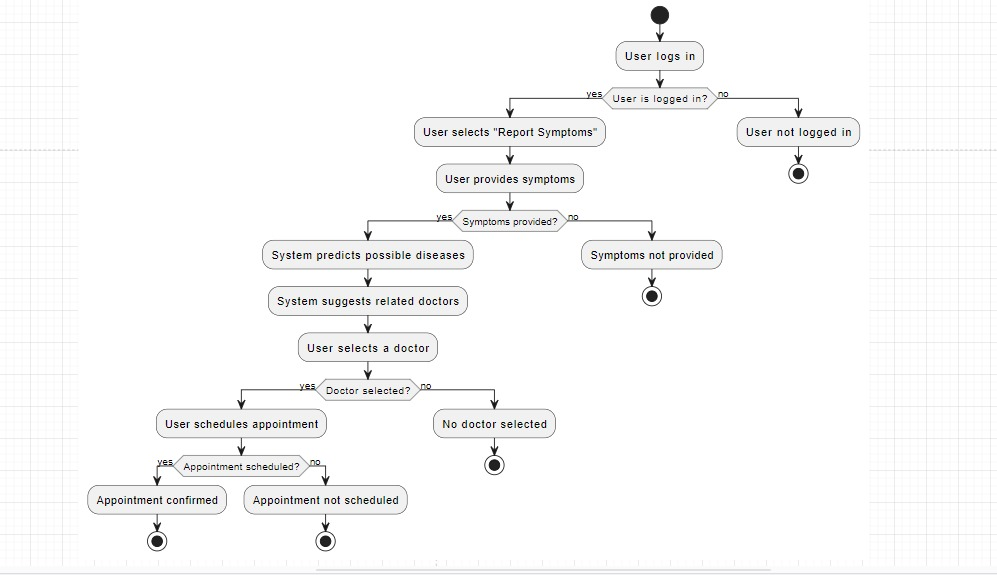 User logs in
yes
User is logged in?
no
User selects "Report Symptoms"
User not logged in
User provides symptoms
yes
Symptoms provided?
no
System predicts possible diseases
Symptoms not provided
System suggests related doctors
User selects a doctor
yes
Doctor selected?
no
User schedules appointment
No doctor selected
yes
Appointment scheduled?
no
Appointment confirmed
Appointment not scheduled